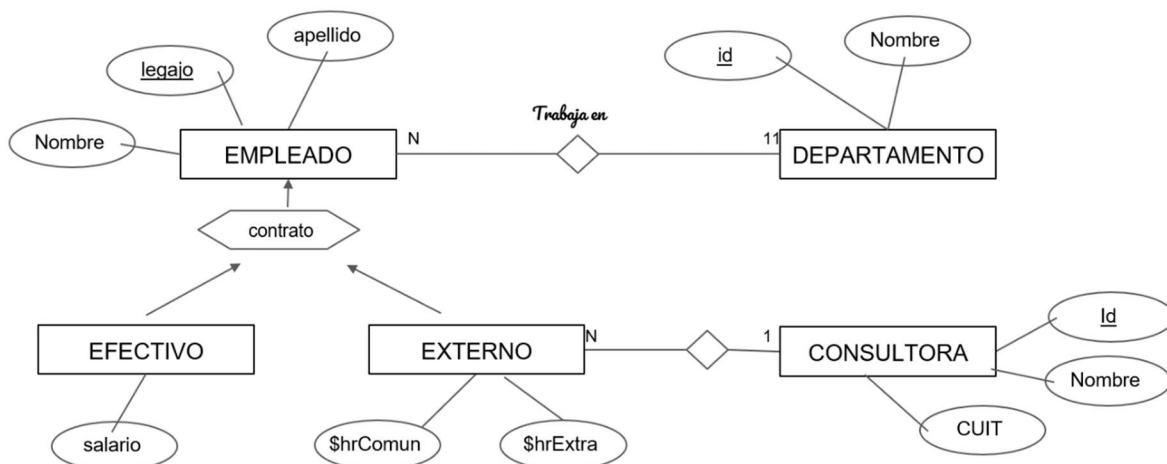 apellido
Nombre
legajo
id
Trabaja en
Nombre
EMPLEADO
N
11
DEPARTAMENTO
contrato
Id
EFECTIVO
EXTERNO
N
1
CONSULTORA
Nombre
salario
$hrComun
$hrExtra
CUIT